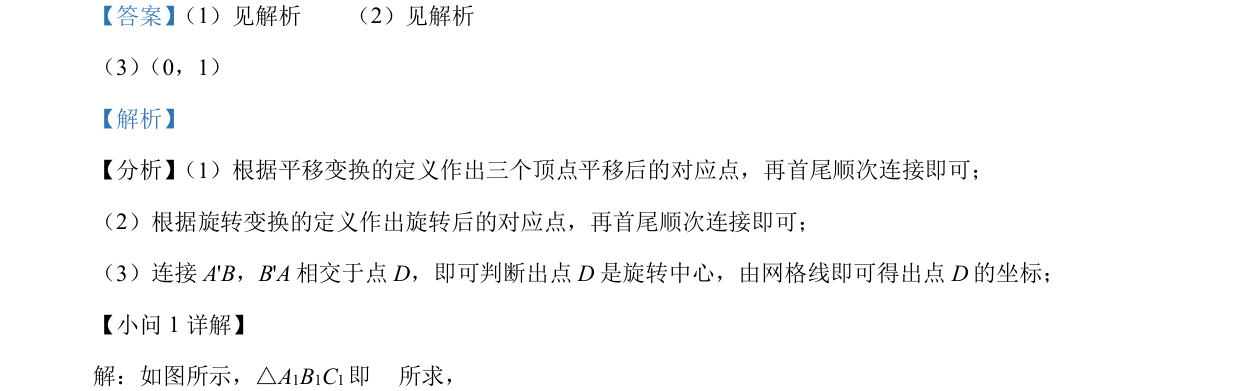 【答案】（1）见解析 （2）见解析
（3）（0，1）
【解析】
【分析】（1）根据平移变换的定义作出三个顶点平移后的对应点，再首尾顺次连接即可；
（2）根据旋转变换的定义作出旋转后的对应点，再首尾顺次连接即可；
（3）连接 A'B，B'A 相交于点 D，即可判断出点 D 是旋转中心，由网格线即可得出点 D 的坐标；
【小问 1 详解】
解：如图所示，△A₁B₁C₁即 所求，